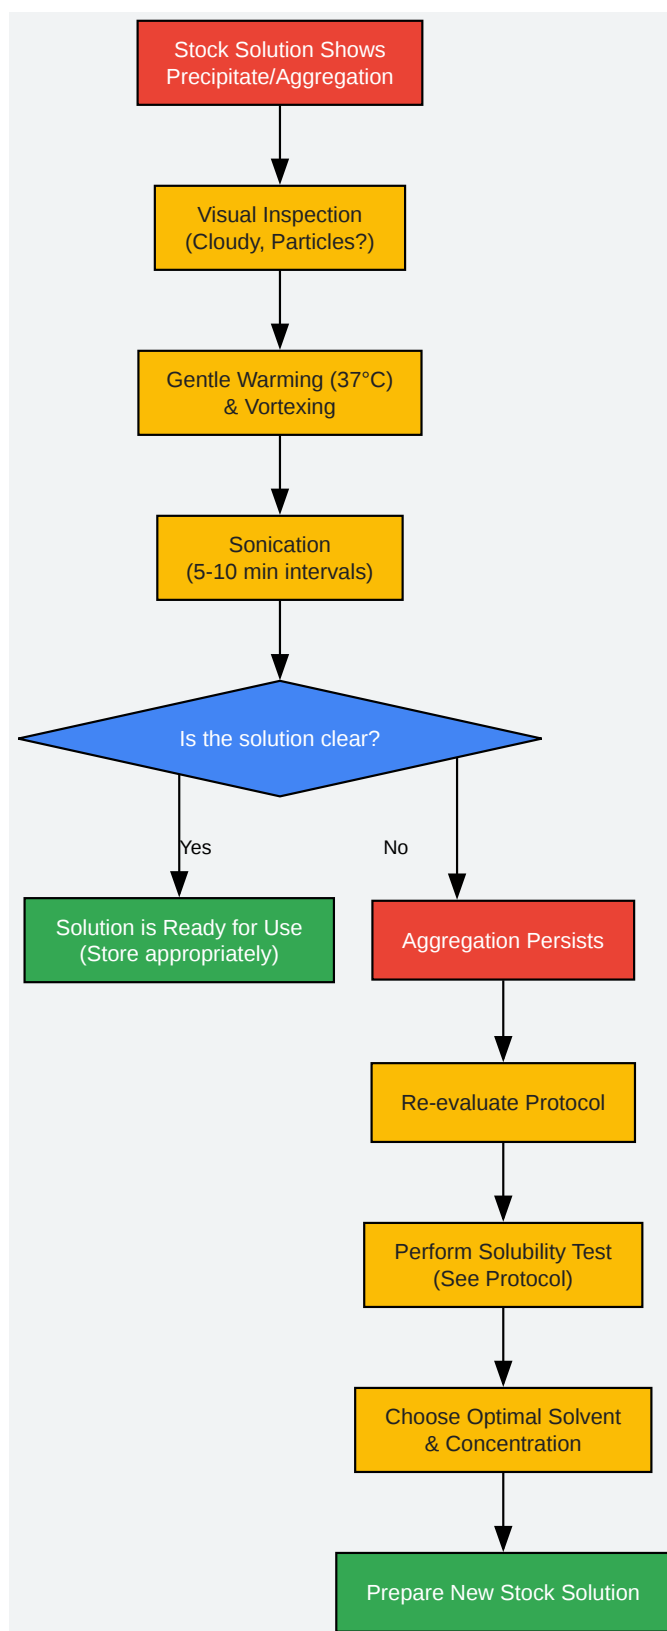 Stock Solution Shows
Precipitate/Aggregation
Visual Inspection
(Cloudy, Particles?)
Gentle Warming (37°C)
& Vortexing
Sonication
(5-10 min intervals)
Is the solution clear?
Yes
No
Solution is Ready for Use
(Store appropriately)
Aggregation Persists
Re-evaluate Protocol
Perform Solubility Test
(See Protocol)
Choose Optimal Solvent
& Concentration
Prepare New Stock Solution